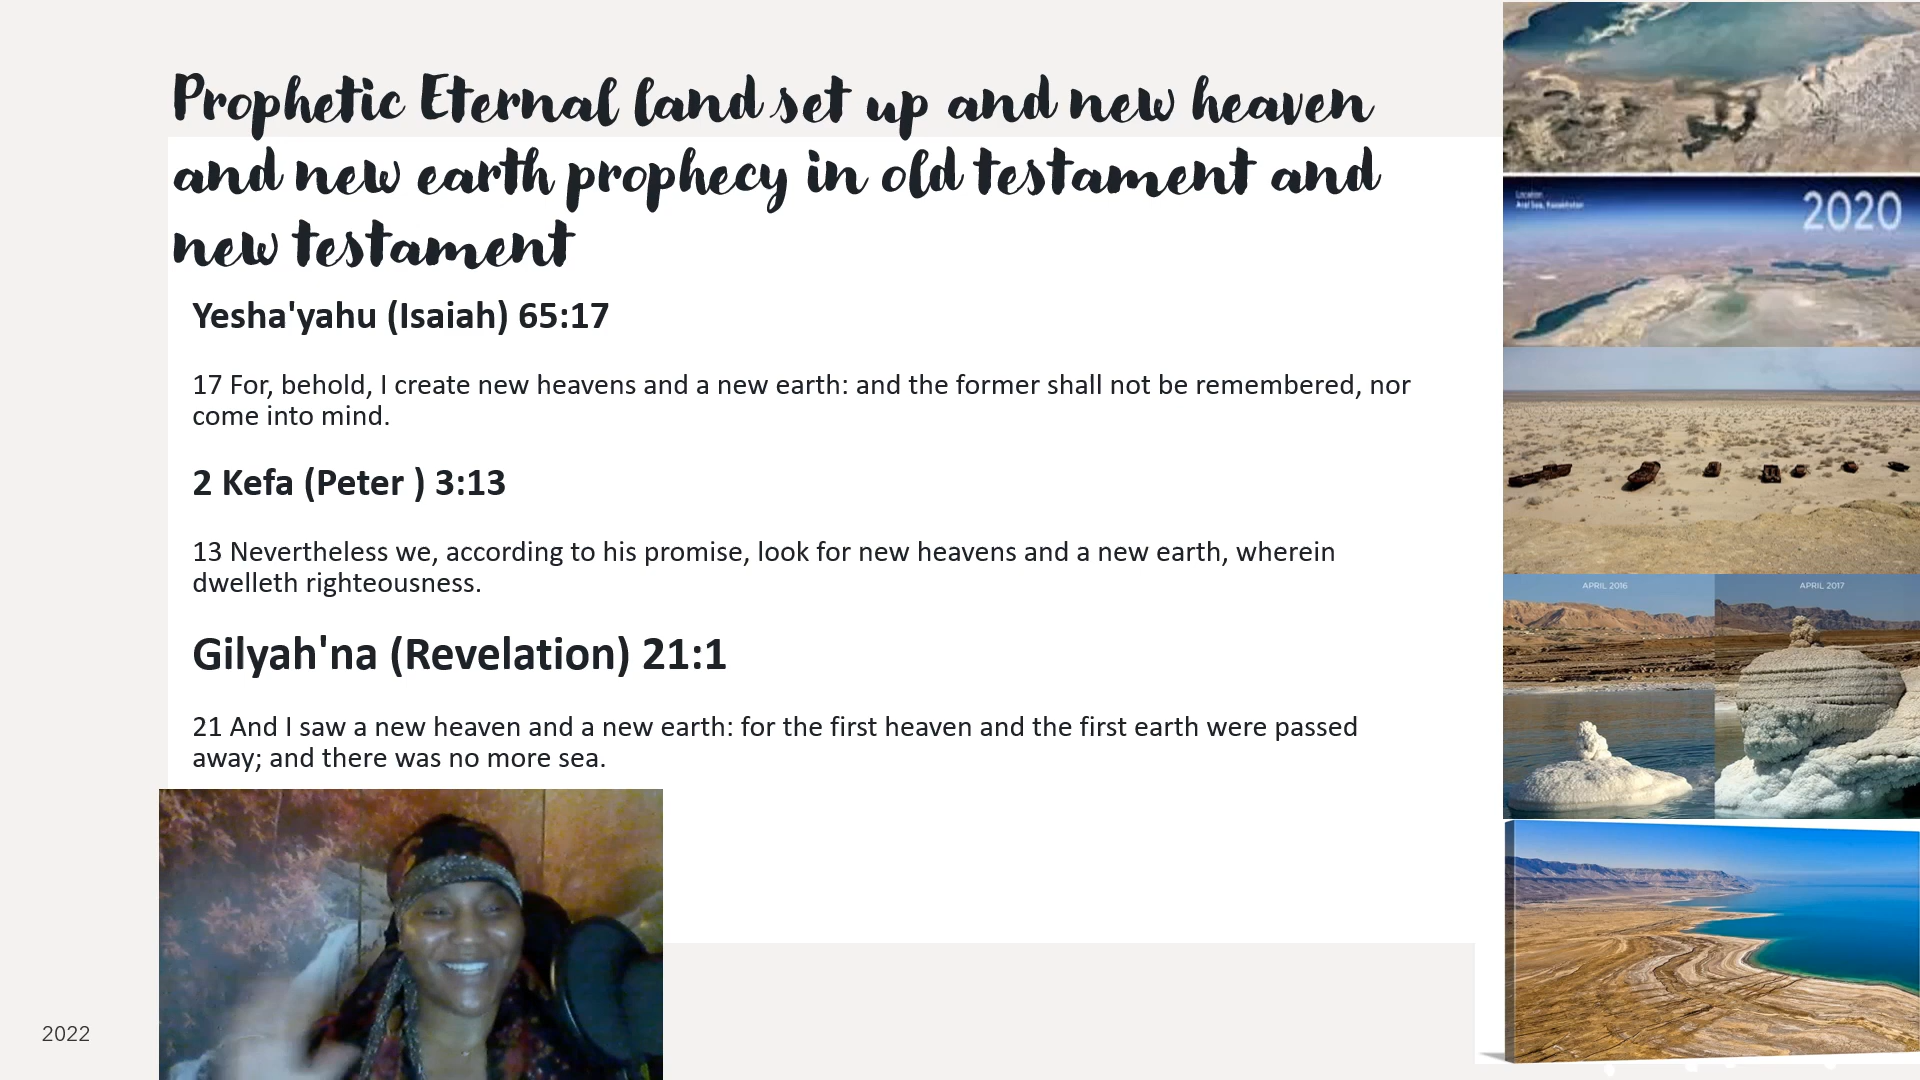 Prophetic Eternal land set up and new heaven
and new earth prophecy in old testament and
new testament
Yesha'yahu (Isaiah) 65:17
17 For, behold, I create new heavens and a new earth: and the former shall not be remembered, nor
come into mind.
2 Kefa (Peter ) 3:13
13 Nevertheless we, according to his promise, look for new heavens and a new earth, wherein
dwelleth righteousness.
Gilyah'na (Revelation) 21:1
21 And I saw a new heaven and a new earth: for the first heaven and the first earth were passed
away; and there was no more sea.
2022
Location
Aral Sea, Kazakhstan
2020
APRIL 2016
APRIL 2017